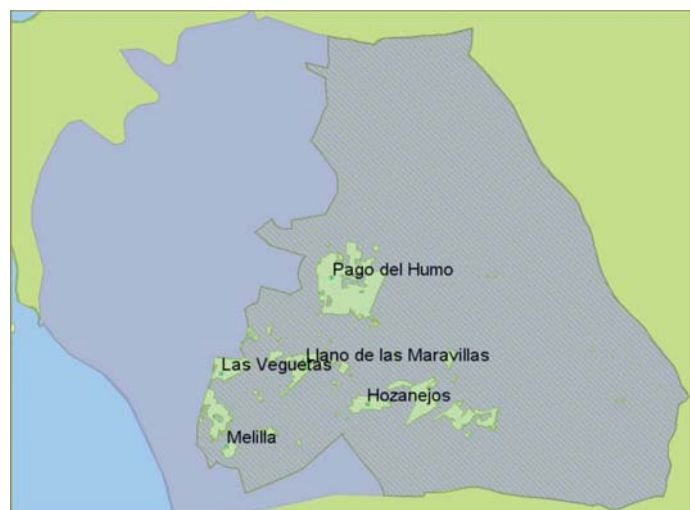 Pago del Humo
Llano de las Maravillas
Las Veguetas
Hozanejos
Melilla